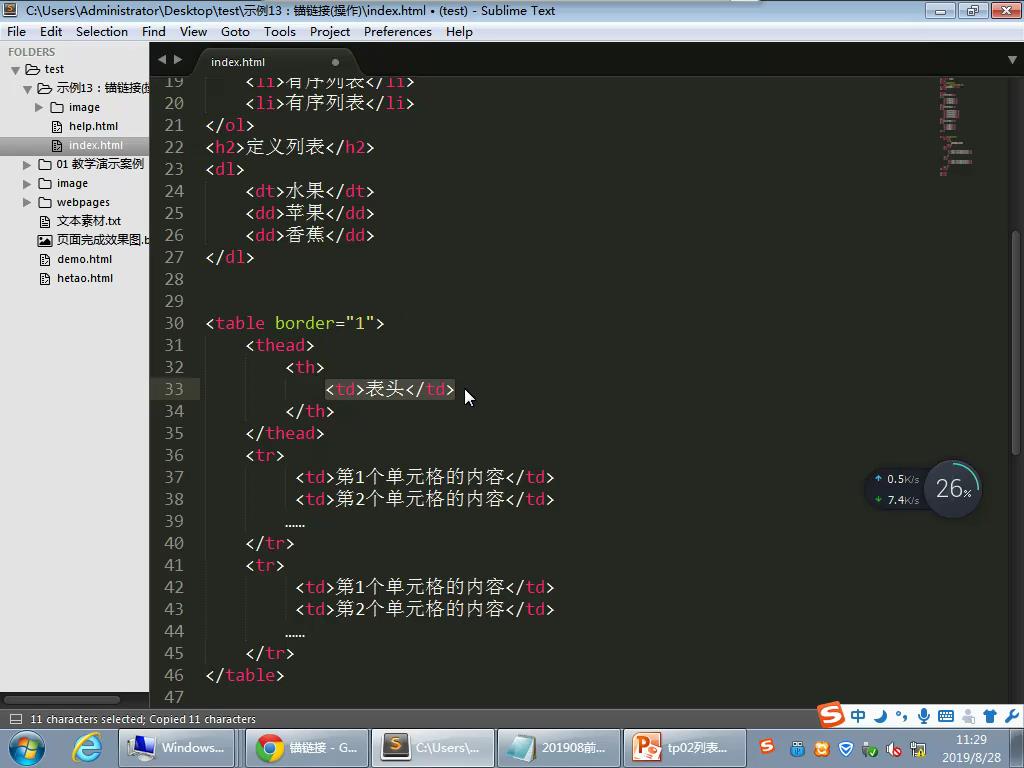 C:\Users\Administrator\Desktop\test\示例13：锚链接(操作)\index.html • (test) - Sublime Text
File Edit Selection Find View Goto Tools Project Preferences Help
FOLDERS
test
示例13：锚链接(操
image
help.html
index.html
01 教学演示案例
image
webpages
文本素材.txt
页面完成效果图.b
demo.html
hetao.html
index.html
19 <li>有序列表</li>
20 <li>有序列表</li>
21 </ol>
22 <h2>定义列表</h2>
23 <dl>
24 <dt>水果</dt>
25 <dd>苹果</dd>
26 <dd>香蕉</dd>
27 </dl>
28
29
30 <table border="1">
31 <thead>
32 <th>
33 <td>表头</td>
34 </th>
35 </thead>
36 <tr>
37 <td>第1个单元格的内容</td>
38 <td>第2个单元格的内容</td>
39 ……
40 </tr>
41 <tr>
42 <td>第1个单元格的内容</td>
43 <td>第2个单元格的内容</td>
44 ……
45 </tr>
46 </table>
47
0.5K/s
7.4K/s
26%
11 characters selected; Copied 11 characters
中
Windows...
锚链接 - G...
C:\Users\...
201908前...
tp02列表...
11:29
2019/8/28